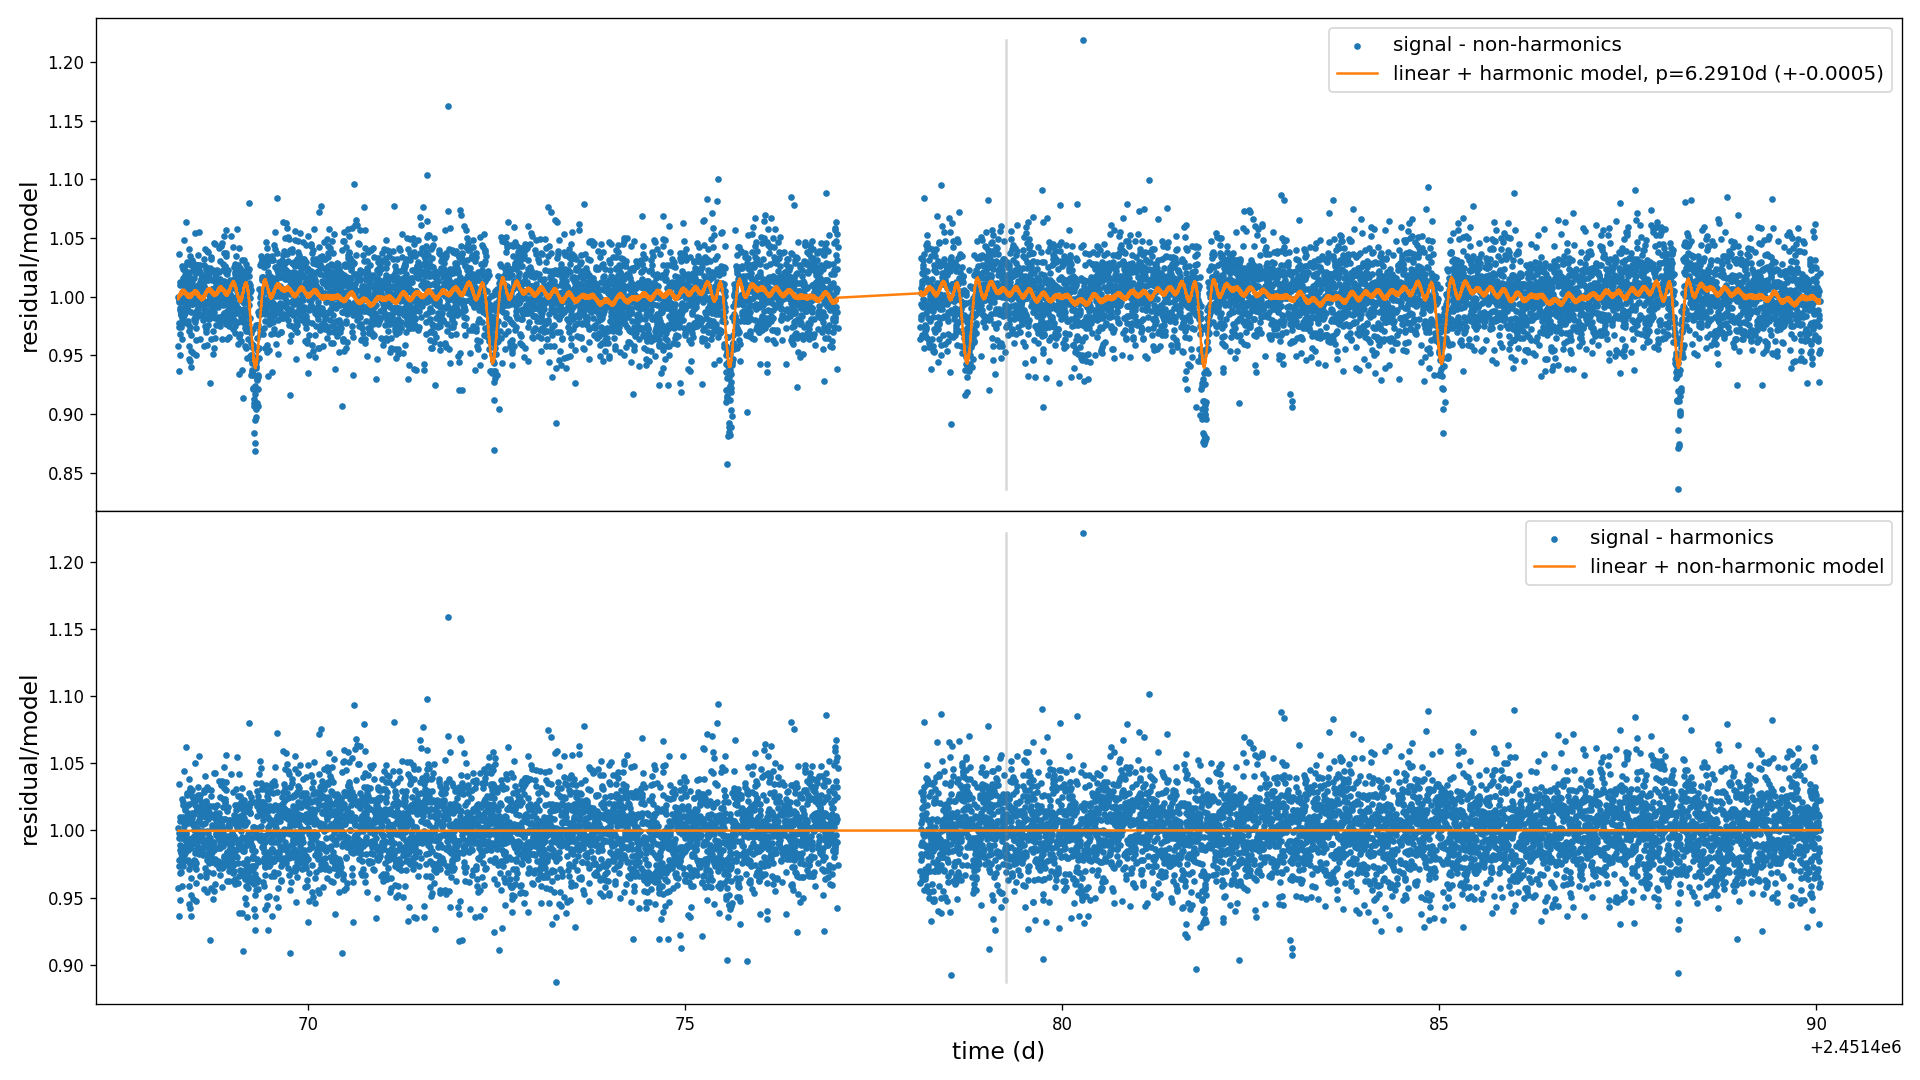 signal - non-harmonics
linear + harmonic model, p=6.2910d (+-0.0005)
residual/model
1.20
1.15
1.10
1.05
1.00
0.95
0.90
0.85
signal - harmonics
linear + non-harmonic model
residual/model
1.20
1.15
1.10
1.05
1.00
0.95
0.90
70 75 80 85 90
time (d)
+2.4514e6